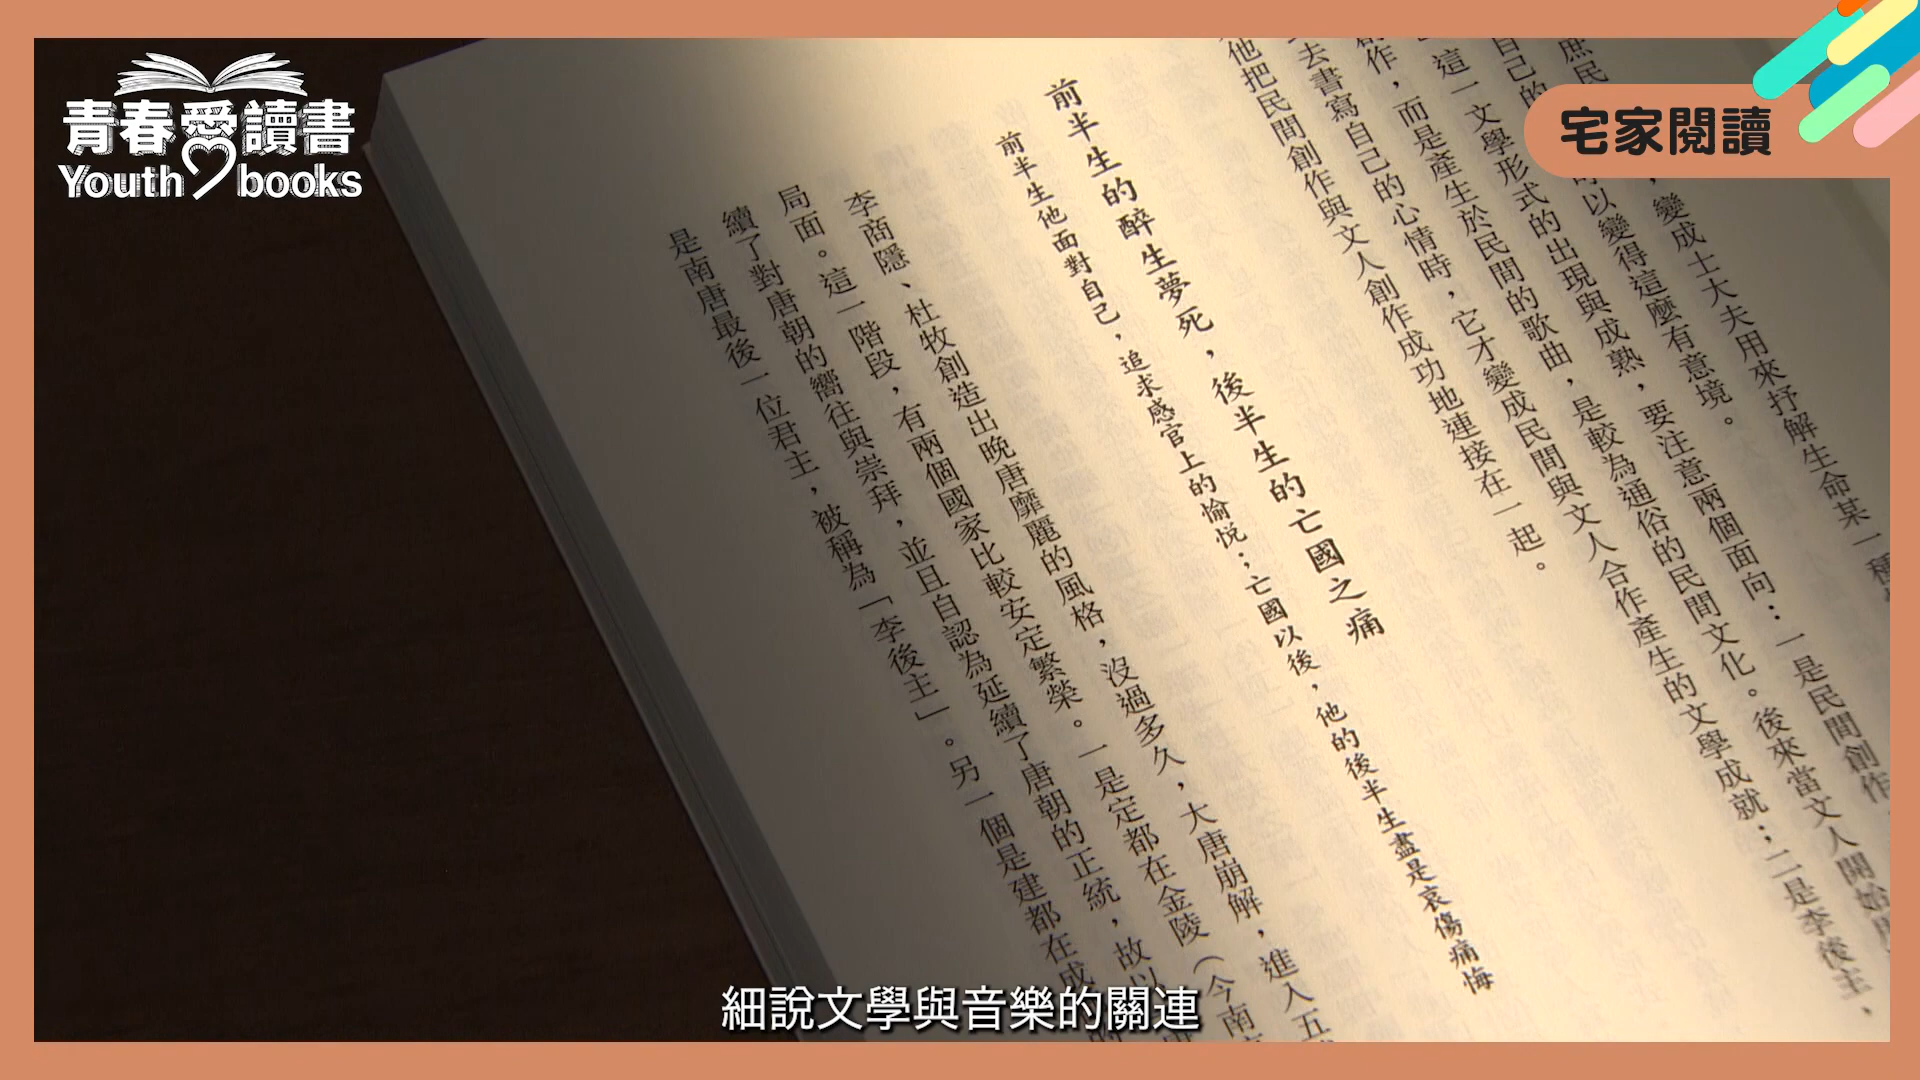 青春愛讀書
Youth books
宅家閱讀
庶民，變成士大夫用來抒解生命某一種
自己的以變得這麼有意境。
這一文學形式的出現與成熟，要注意兩個面向：一是民間創作
創作，而是產生於民間的歌曲，是較為通俗的民間文化。後來當文人開始
去書寫自己的心情時，它才變成民間與文人合作產生的文學成就；二是李後主，
他把民間創作與文人創作成功地連接在一起。
前半生的醉生夢死，後半生的亡國之痛
前半生他面對自己，追求感官上的愉悅；亡國以後，他的後半生盡是哀傷痛悔
李商隱、杜牧創造出晚唐靡麗的風格，沒過多久，大唐崩解，進入五
局面。這一階段，有兩個國家比較安定繁榮。一是定都在金陵（今南
續了對唐朝的嚮往與崇拜，並且自認為延續了唐朝的正統，故以
是南唐最後一位君主，被稱為「李後主」。另一個是建都在成
細說文學與音樂的關連